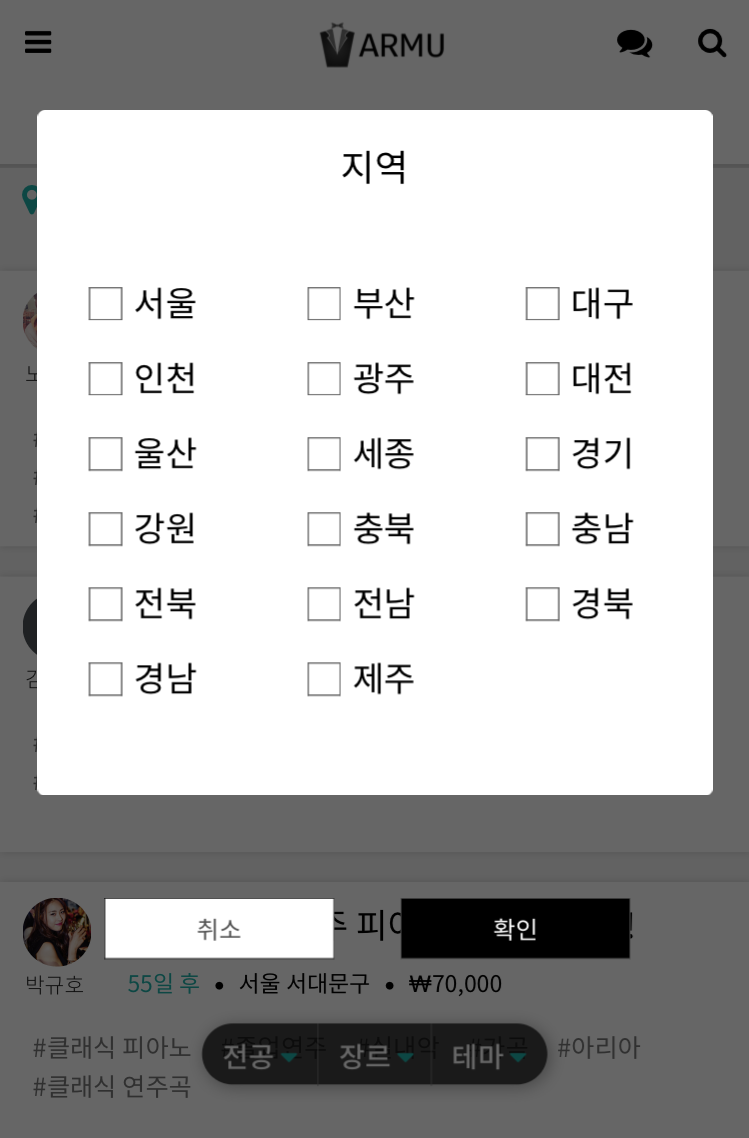 ARMU
지역
서울 부산 대구
인천 광주 대전
울산 세종 경기
강원 충북 충남
전북 전남 경북
경남 제주
취소 확인
박규호 55일 후 • 서울 서대문구 • ₩70,000
#클래식 피아노 #아리아
전공 장르 테마
#클래식 연주곡